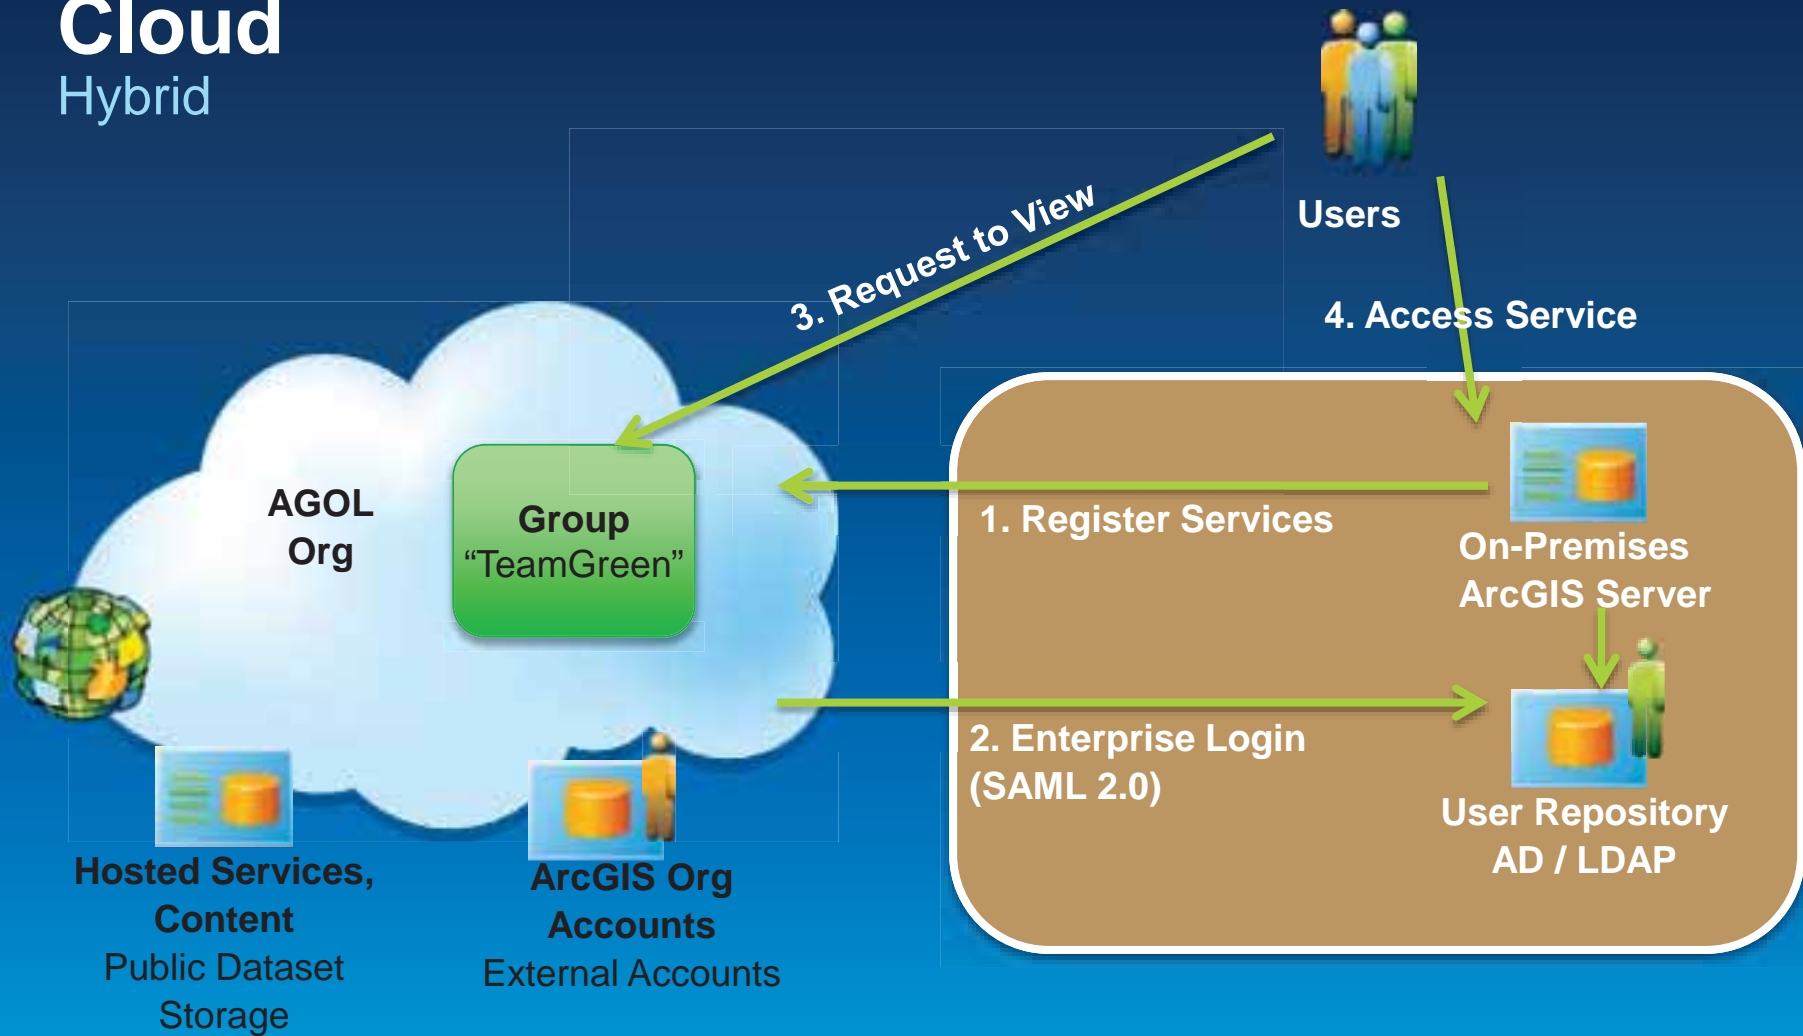 Cloud
Hybrid
Users
3. Request to View
4. Access Service
AGOL
Org
Group
“TeamGreen”
1. Register Services
On-Premises
ArcGIS Server
2. Enterprise Login
(SAML 2.0)
User Repository
AD / LDAP
Hosted Services,
Content
Public Dataset
Storage
ArcGIS Org
Accounts
External Accounts